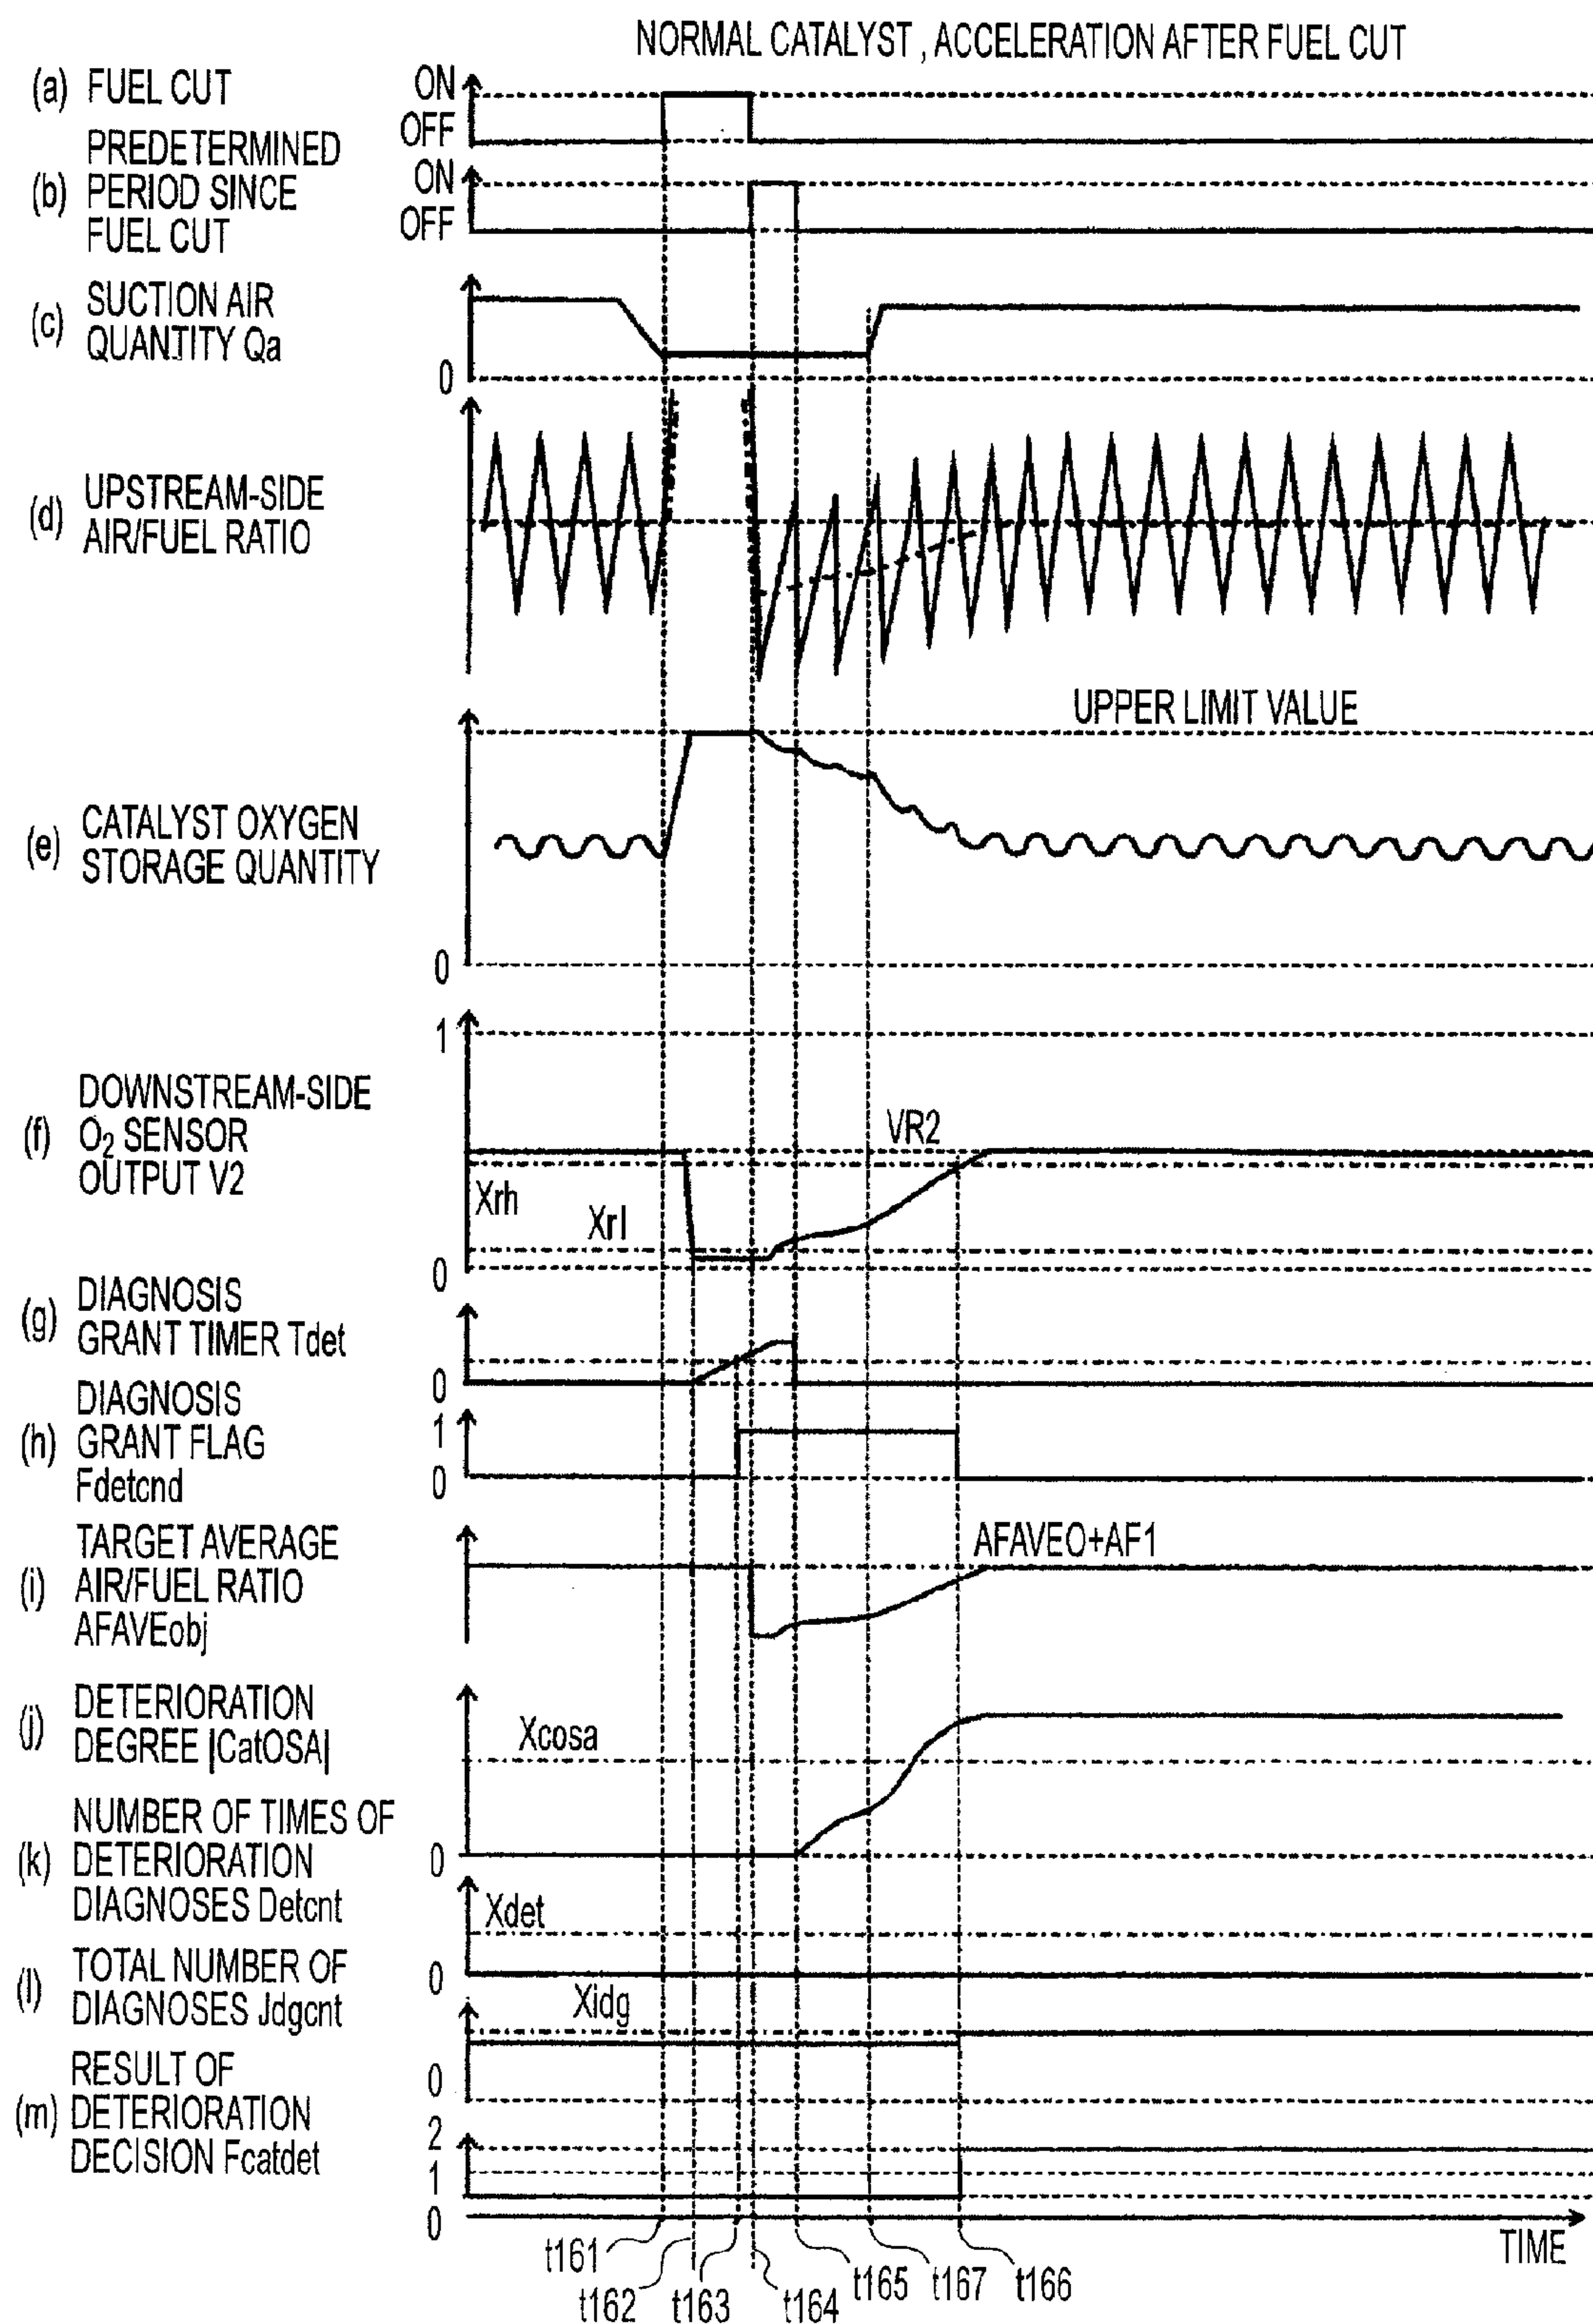 NORMAL CATALYST , ACCELERATION AFTER FUEL CUT
(a) FUEL CUT
ON
OFF
(b) PREDETERMINED
PERIOD SINCE
FUEL CUT
ON
OFF
(c) SUCTION AIR
QUANTITY Qa
0
(d) UPSTREAM-SIDE
AIR/FUEL RATIO
UPPER LIMIT VALUE
(e) CATALYST OXYGEN
STORAGE QUANTITY
0
1
(f) DOWNSTREAM-SIDE
O2 SENSOR
OUTPUT V2
VR2
Xrh
Xrl
0
(g) DIAGNOSIS
GRANT TIMER Tdet
0
(h) DIAGNOSIS
GRANT FLAG
Fdetcnd
1
0
(i) TARGET AVERAGE
AIR/FUEL RATIO
AFAVEobj
AFAVEO+AF1
(j) DETERIORATION
DEGREE |CatOSA|
Xcosa
0
(k) NUMBER OF TIMES OF
DETERIORATION
DIAGNOSES Detcnt
Xdet
0
(l) TOTAL NUMBER OF
DIAGNOSES Jdgcnt
Xidg
0
(m) RESULT OF
DETERIORATION
DECISION Fcatdet
2
1
0
TIME
t161
t162
t163
t164
t165
t167
t166